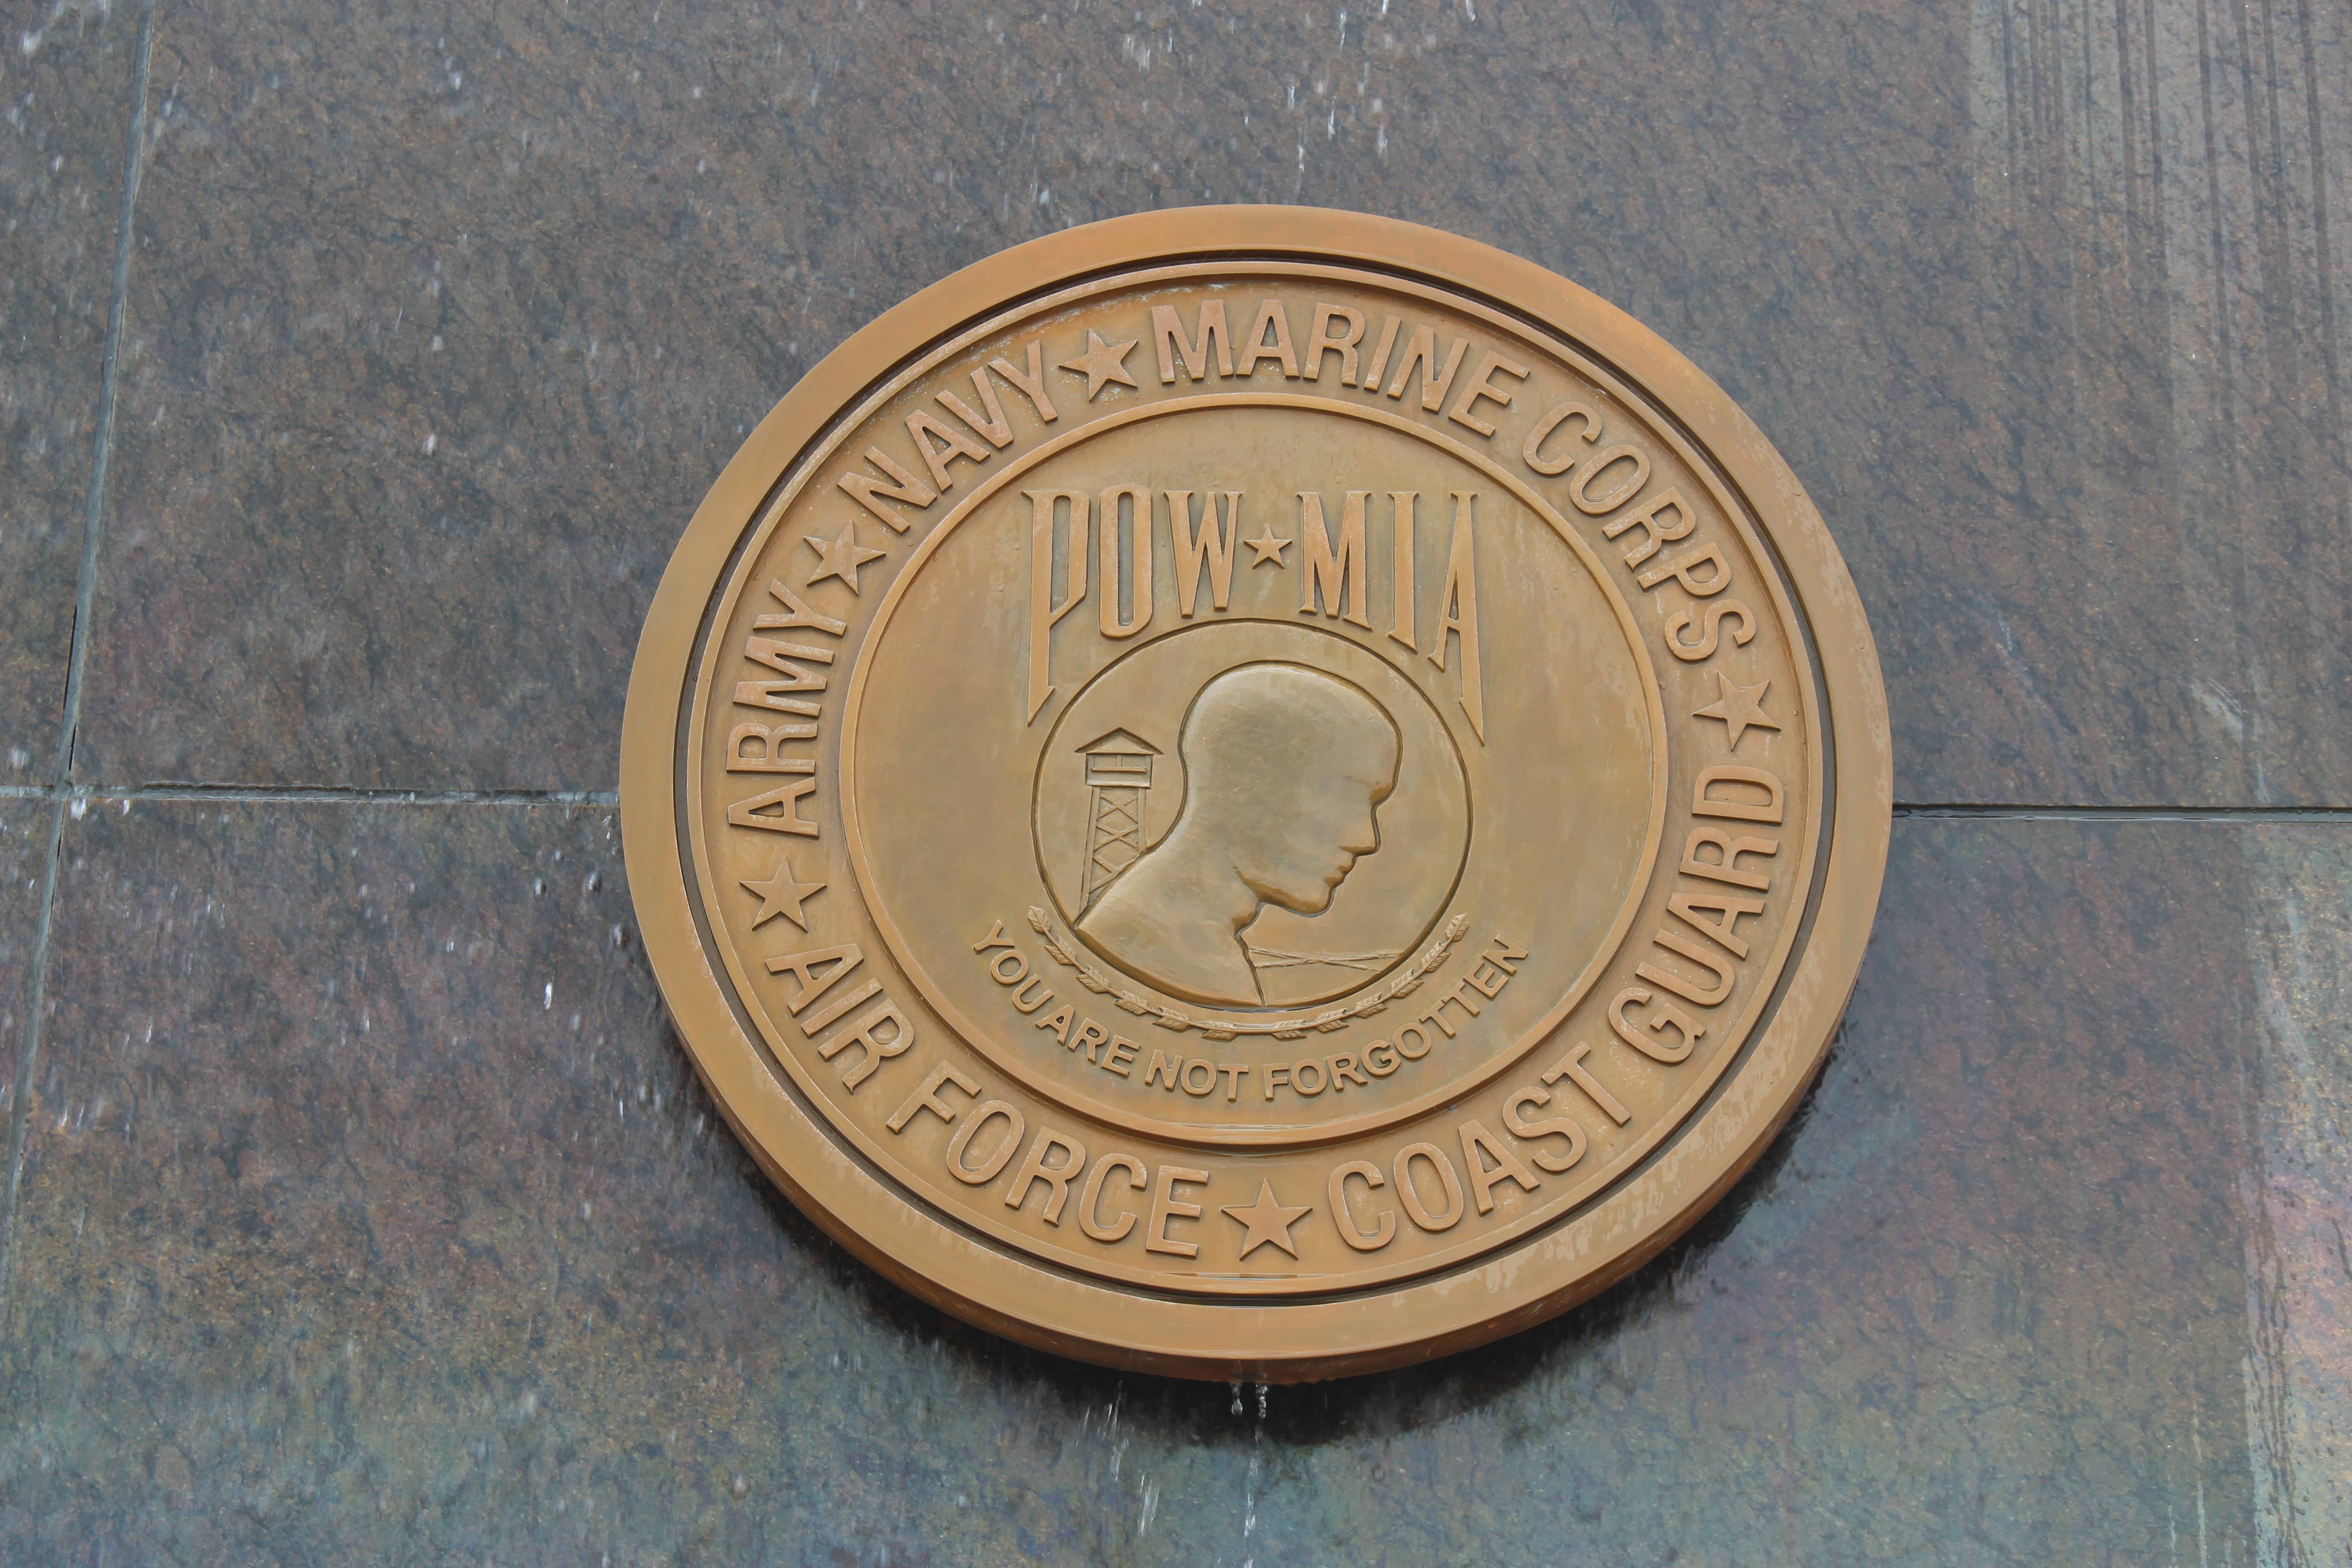 ARMY ★ NAVY ★ MARINE CORPS ★ COAST GUARD ★ AIR FORCE ★
POW ★ MIA
YOU ARE NOT FORGOTTEN